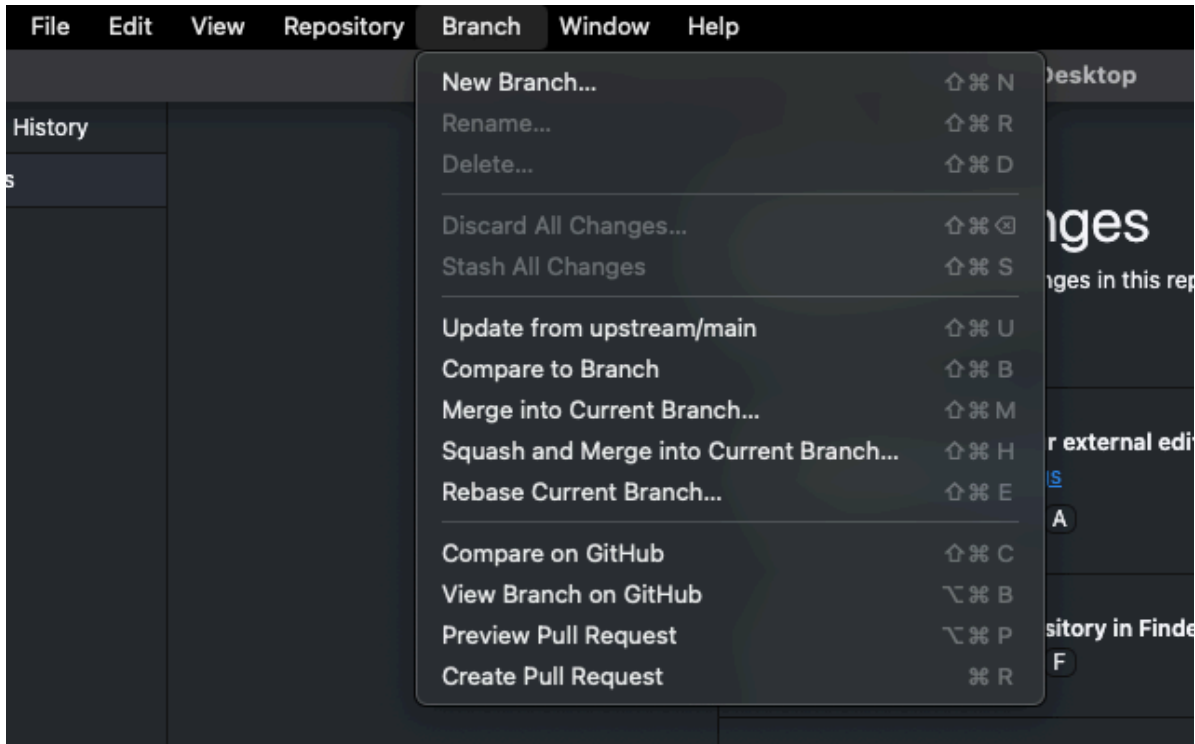 File Edit View Repository Branch Window Help
Desktop
History
s
New Branch... ⇧⌘ N
Rename... ⇧⌘ R
Delete... ⇧⌘ D
Discard All Changes... ⇧⌘⌫
Stash All Changes ⇧⌘ S
Update from upstream/main ⇧⌘ U
Compare to Branch ⇧⌘ B
Merge into Current Branch... ⇧⌘ M
Squash and Merge into Current Branch... ⇧⌘ H
Rebase Current Branch... ⇧⌘ E
Compare on GitHub ⇧⌘ C
View Branch on GitHub ⌥⌘ B
Preview Pull Request ⌥⌘ P
Create Pull Request ⌘ R
nges
nges in this rep
r external edi
gs
A
sitory in Finde
F